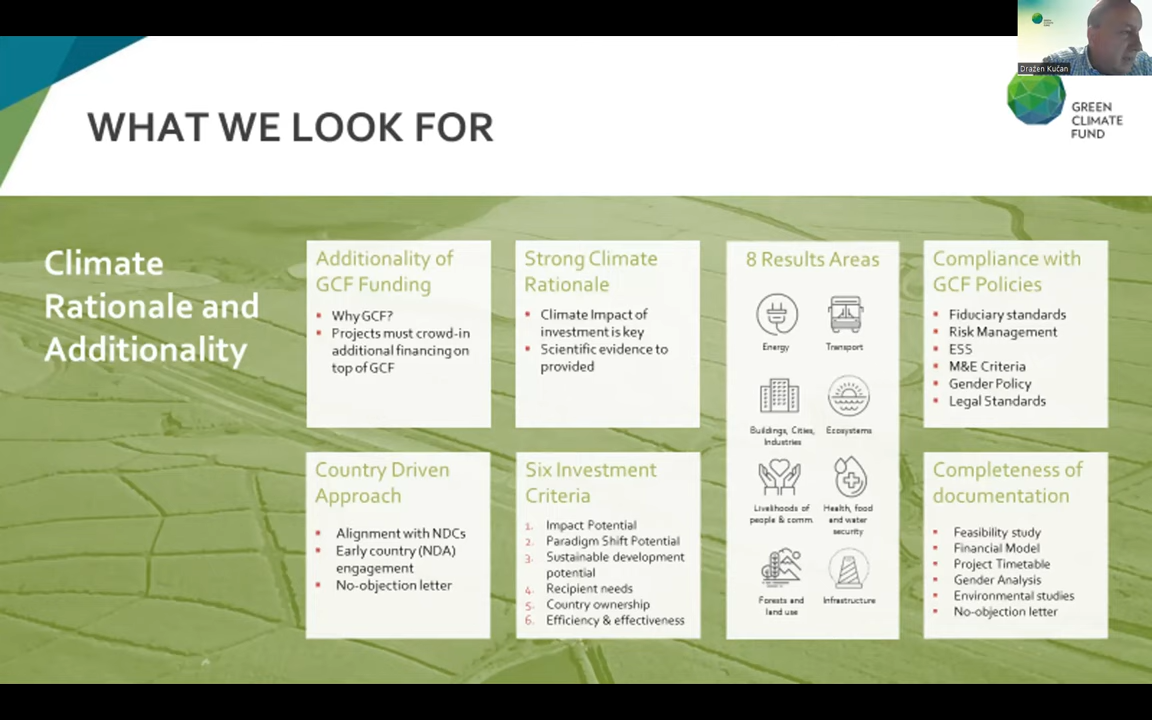 Dražen Kučan
WHAT WE LOOK FOR
GREEN
CLIMATE
FUND
Climate
Rationale and
Additionality
Additionality of
GCF Funding
Why GCF?
Projects must crowd-in
additional financing on
top of GCF
Strong Climate
Rationale
Climate Impact of
investment is key
Scientific evidence to
provided
8 Results Areas
Energy
Transport
Buildings, Cities,
Industries
Ecosystems
Livelihoods of
people & comm.
Health, food
and water
security
Forests and
land use
Infrastructure
Compliance with
GCF Policies
Fiduciary standards
Risk Management
ESS
M&E Criteria
Gender Policy
Legal Standards
Country Driven
Approach
Alignment with NDCs
Early country (NDA)
engagement
No-objection letter
Six Investment
Criteria
1. Impact Potential
2. Paradigm Shift Potential
3. Sustainable development
potential
4. Recipient needs
5. Country ownership
6. Efficiency & effectiveness
Completeness of
documentation
Feasibility study
Financial Model
Project Timetable
Gender Analysis
Environmental studies
No-objection letter